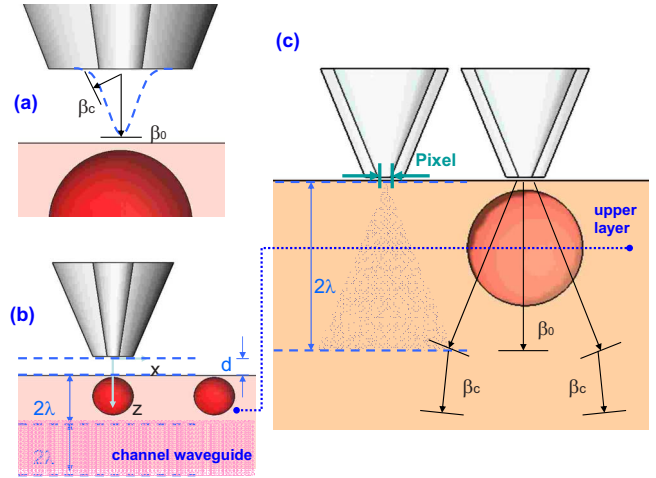 (a)
βc
β0
(b)
x
d
2λ
z
2λ
channel waveguide
(c)
Pixel
upper
layer
2λ
β0
βc
βc